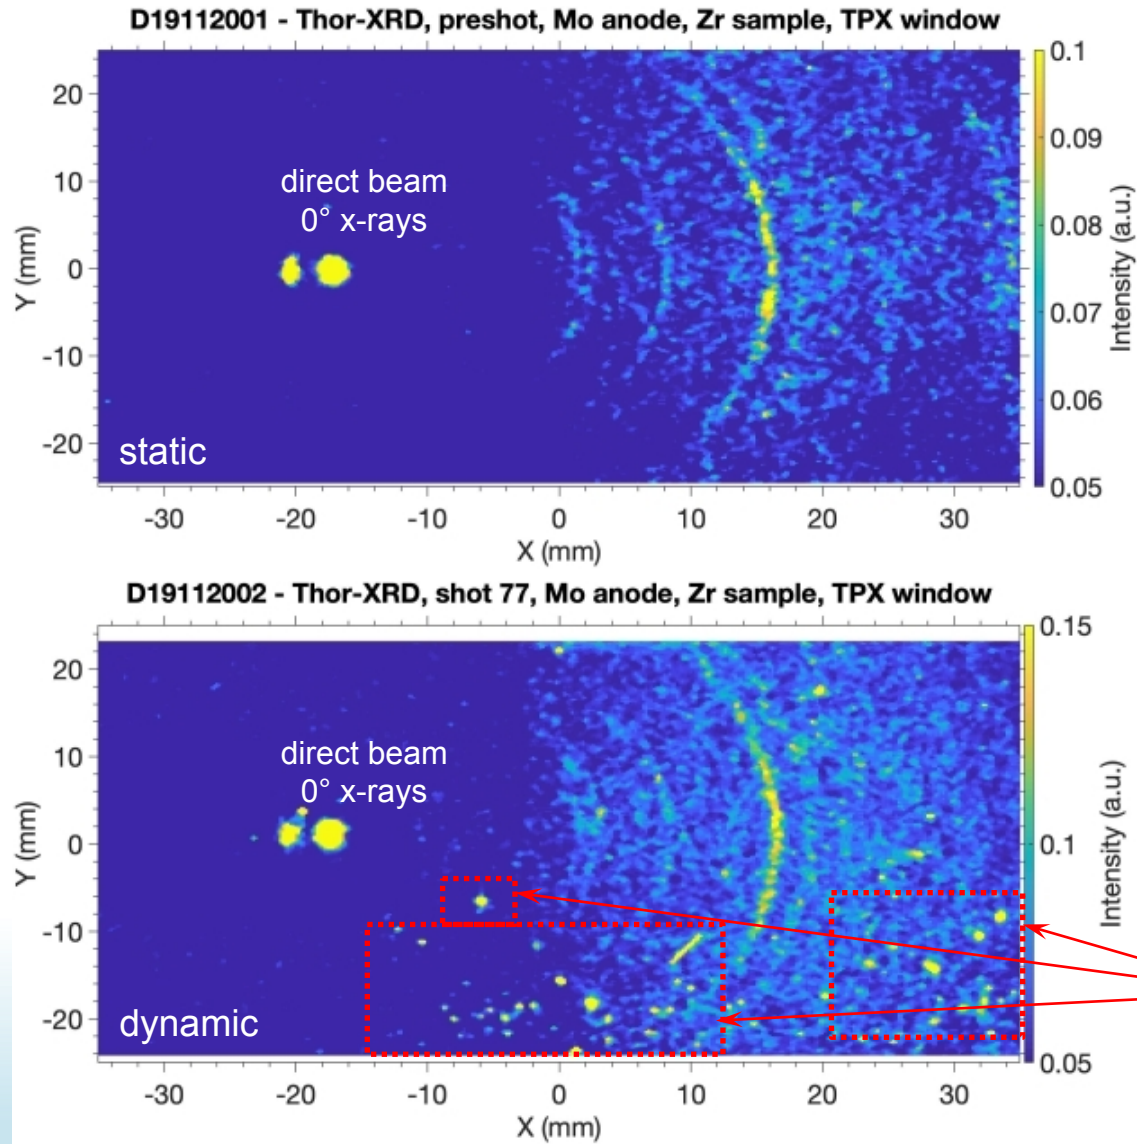 D19112001 - Thor-XRD, preshot, Mo anode, Zr sample, TPX window
20
10
0
-10
-20
Y (mm)
direct beam
0° x-rays
static
-30
-20
-10
0
10
20
30
X (mm)
0.1
0.09
0.08
0.07
0.06
0.05
Intensity (a.u.)
D19112002 - Thor-XRD, shot 77, Mo anode, Zr sample, TPX window
20
10
0
-10
-20
Y (mm)
direct beam
0° x-rays
dynamic
-30
-20
-10
0
10
20
30
X (mm)
0.15
0.1
0.05
Intensity (a.u.)